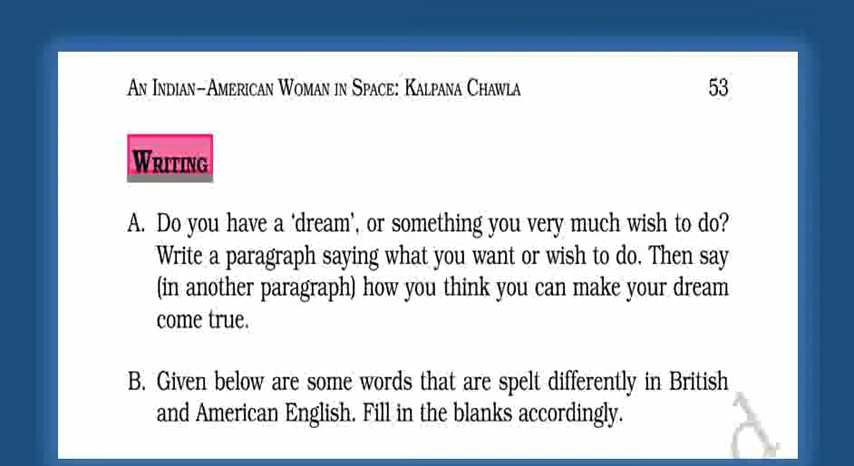 An Indian–American Woman in Space: Kalpana Chawla 53
Writing
A. Do you have a ‘dream’, or something you very much wish to do?
Write a paragraph saying what you want or wish to do. Then say
(in another paragraph) how you think you can make your dream
come true.
B. Given below are some words that are spelt differently in British
and American English. Fill in the blanks accordingly.